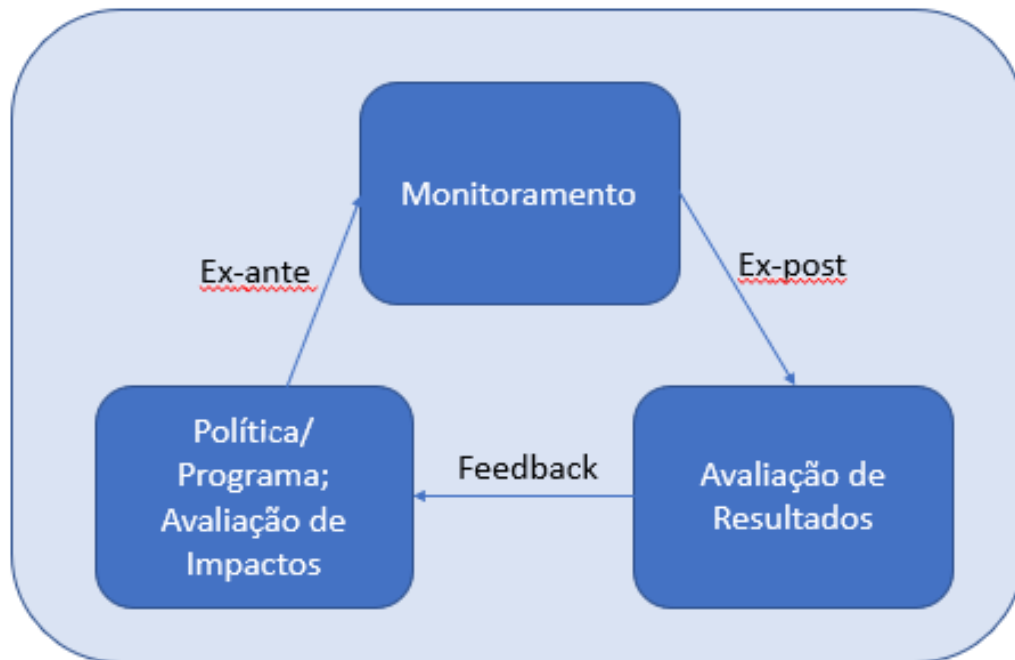 Monitoramento
Ex-ante
Ex-post
Política/
Programa;
Avaliação de
Impactos
Feedback
Avaliação de
Resultados